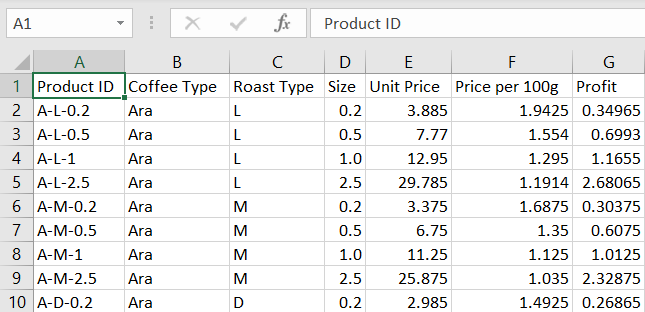 A1 fx Product ID
A B C D E F G
1 Product ID Coffee Type Roast Type Size Unit Price Price per 100g Profit
2 A-L-0.2 Ara L 0.2 3.885 1.9425 0.34965
3 A-L-0.5 Ara L 0.5 7.77 1.554 0.6993
4 A-L-1 Ara L 1.0 12.95 1.295 1.1655
5 A-L-2.5 Ara L 2.5 29.785 1.1914 2.68065
6 A-M-0.2 Ara M 0.2 3.375 1.6875 0.30375
7 A-M-0.5 Ara M 0.5 6.75 1.35 0.6075
8 A-M-1 Ara M 1.0 11.25 1.125 1.0125
9 A-M-2.5 Ara M 2.5 25.875 1.035 2.32875
10 A-D-0.2 Ara D 0.2 2.985 1.4925 0.26865